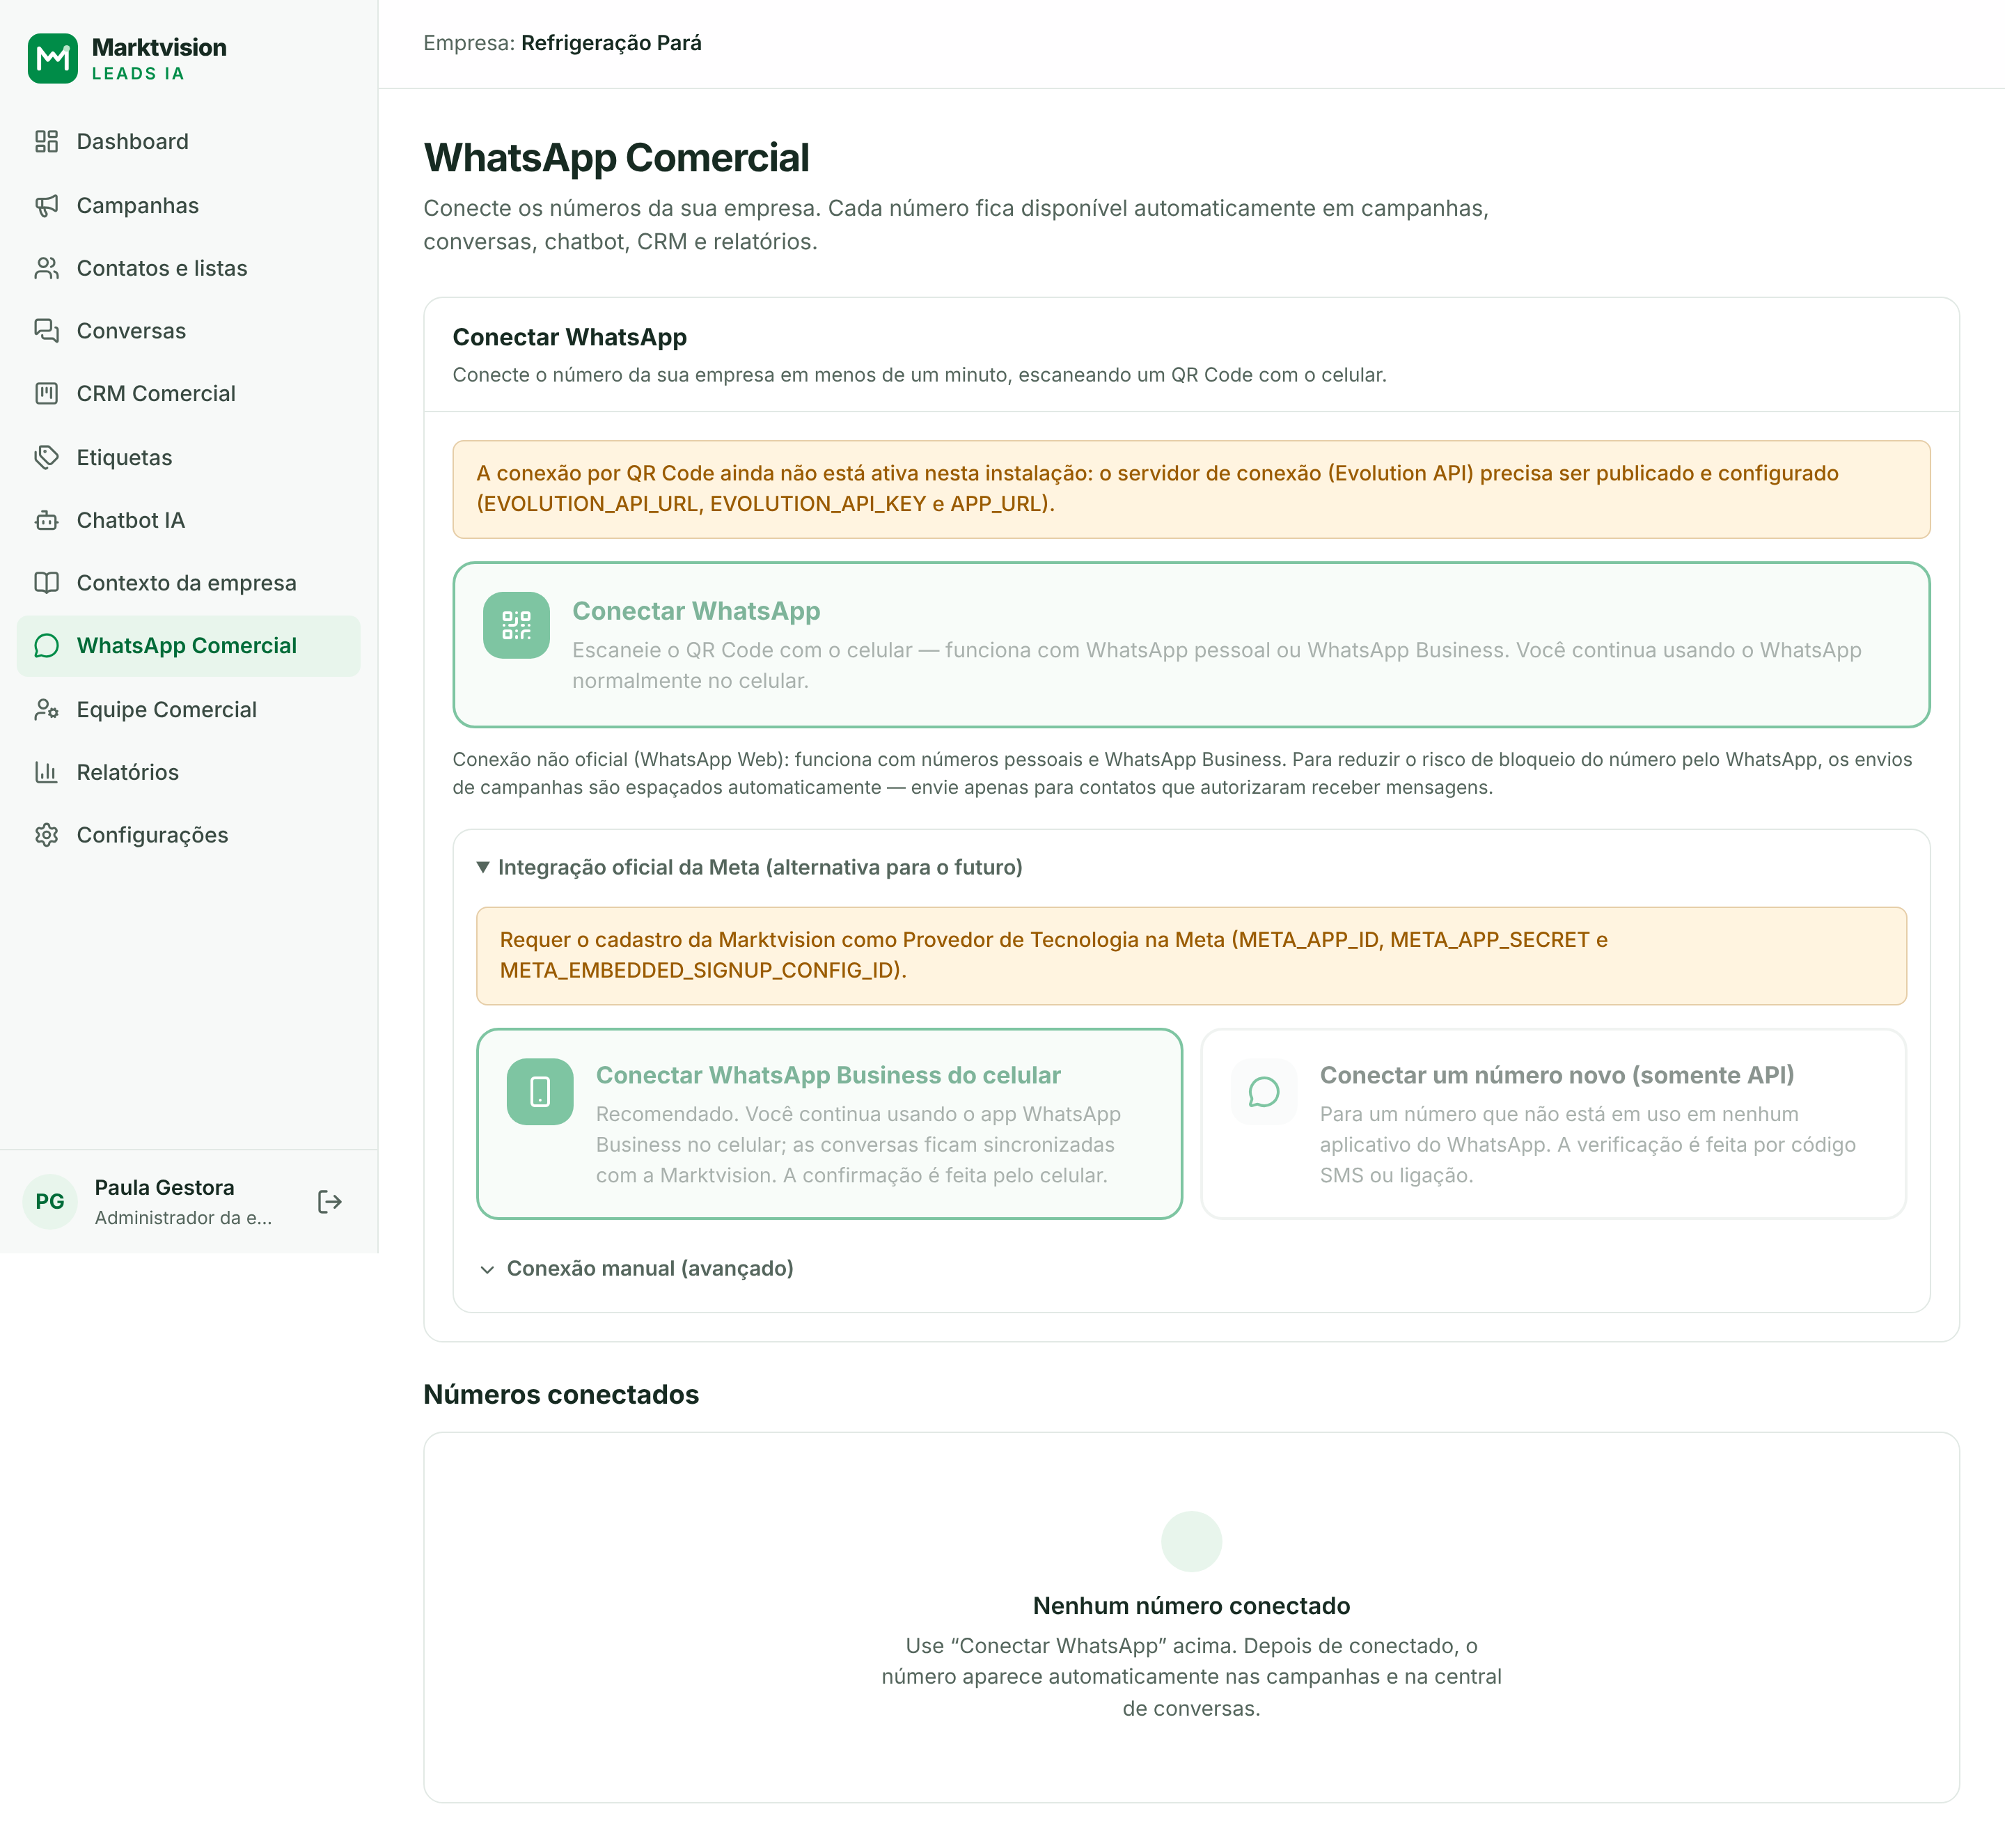 Marktvision
LEADS IA
Dashboard
Campanhas
Contatos e listas
Conversas
CRM Comercial
Etiquetas
Chatbot IA
Contexto da empresa
WhatsApp Comercial
Equipe Comercial
Relatórios
Configurações
PG
Paula Gestora
Administrador da e...
Empresa: Refrigeração Pará
WhatsApp Comercial
Conecte os números da sua empresa. Cada número fica disponível automaticamente em campanhas,
conversas, chatbot, CRM e relatórios.
Conectar WhatsApp
Conecte o número da sua empresa em menos de um minuto, escaneando um QR Code com o celular.
A conexão por QR Code ainda não está ativa nesta instalação: o servidor de conexão (Evolution API) precisa ser publicado e configurado
(EVOLUTION_API_URL, EVOLUTION_API_KEY e APP_URL).
Conectar WhatsApp
Escaneie o QR Code com o celular — funciona com WhatsApp pessoal ou WhatsApp Business. Você continua usando o WhatsApp
normalmente no celular.
Conexão não oficial (WhatsApp Web): funciona com números pessoais e WhatsApp Business. Para reduzir o risco de bloqueio do número pelo WhatsApp, os envios
de campanhas são espaçados automaticamente — envie apenas para contatos que autorizaram receber mensagens.
Integração oficial da Meta (alternativa para o futuro)
Requer o cadastro da Marktvision como Provedor de Tecnologia na Meta (META_APP_ID, META_APP_SECRET e
META_EMBEDDED_SIGNUP_CONFIG_ID).
Conectar WhatsApp Business do celular
Recomendado. Você continua usando o app WhatsApp
Business no celular; as conversas ficam sincronizadas
com a Marktvision. A confirmação é feita pelo celular.
Conectar um número novo (somente API)
Para um número que não está em uso em nenhum
aplicativo do WhatsApp. A verificação é feita por código
SMS ou ligação.
Conexão manual (avançado)
Números conectados
Nenhum número conectado
Use “Conectar WhatsApp” acima. Depois de conectado, o
número aparece automaticamente nas campanhas e na central
de conversas.